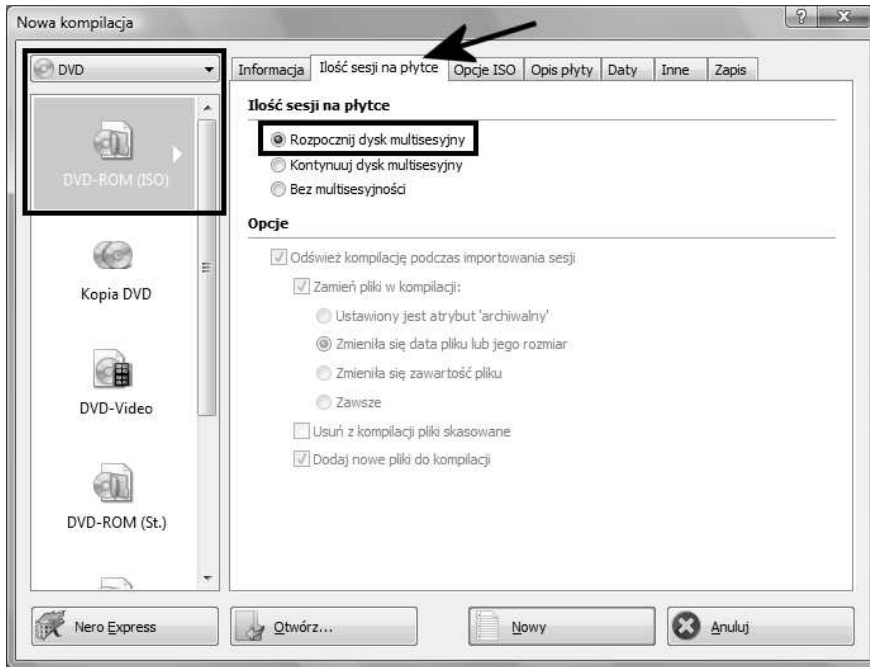 Nowa kompilacja
DVD
Informacja Ilość sesji na płytce Opcje ISO Opis płyty Daty Inne Zapis
DVD-ROM (ISO)
Kopia DVD
DVD-Video
DVD-ROM (St.)
Ilość sesji na płytce
Rozpocznij dysk multisesyjny
Kontynuuj dysk multisesyjny
Bez multisesyjności
Opcje
Odśwież kompilację podczas importowania sesji
Zamień pliki w kompilacji:
Ustawiony jest atrybut 'archiwalny'
Zmieniła się data pliku lub jego rozmiar
Zmieniła się zawartość pliku
Zawsze
Usuń z kompilacji pliki skasowane
Dodaj nowe pliki do kompilacji
Nero Express
Otwórz...
Nowy
Anuluj